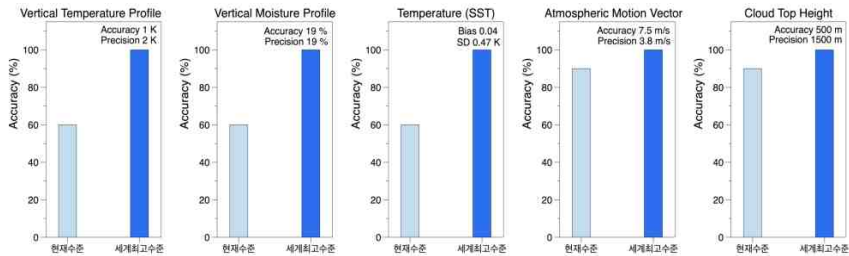 Vertical Temperature Profile
Accuracy 1 K
Precision 2 K
Accuracy (%)
100
80
60
40
20
0
현재수준 세계최고수준
Vertical Moisture Profile
Accuracy 19 %
Precision 19 %
Accuracy (%)
100
80
60
40
20
0
현재수준 세계최고수준
Temperature (SST)
Bias 0.04
SD 0.47 K
Accuracy (%)
100
80
60
40
20
0
현재수준 세계최고수준
Atmospheric Motion Vector
Accuracy 7.5 m/s
Precision 3.8 m/s
Accuracy (%)
100
80
60
40
20
0
현재수준 세계최고수준
Cloud Top Height
Accuracy 500 m
Precision 1500 m
Accuracy (%)
100
80
60
40
20
0
현재수준 세계최고수준